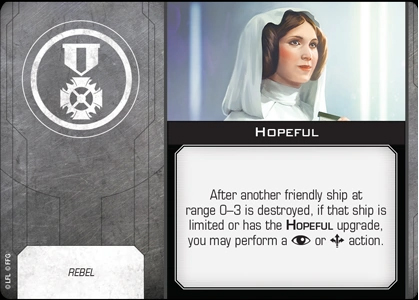 HOPEFUL
After another friendly ship at
range 0–3 is destroyed, if that ship is
limited or has the HOPEFUL upgrade,
you may perform a or action.
REBEL
© LFL © FFG